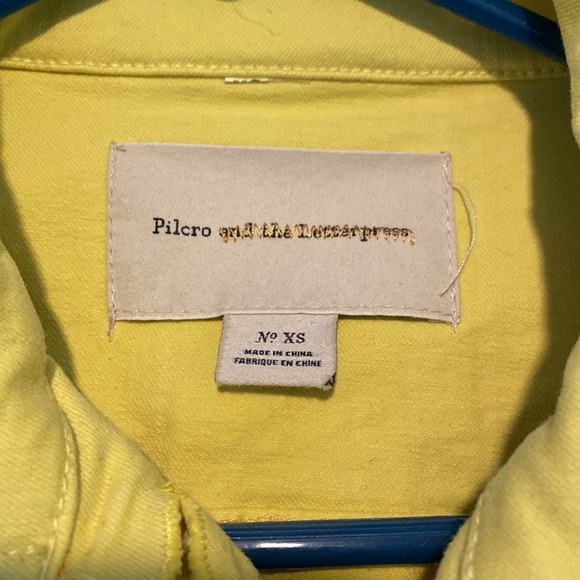 Pilcro and the Letterpress
Nº XS
MADE IN CHINA
FABRIQUE EN CHINE